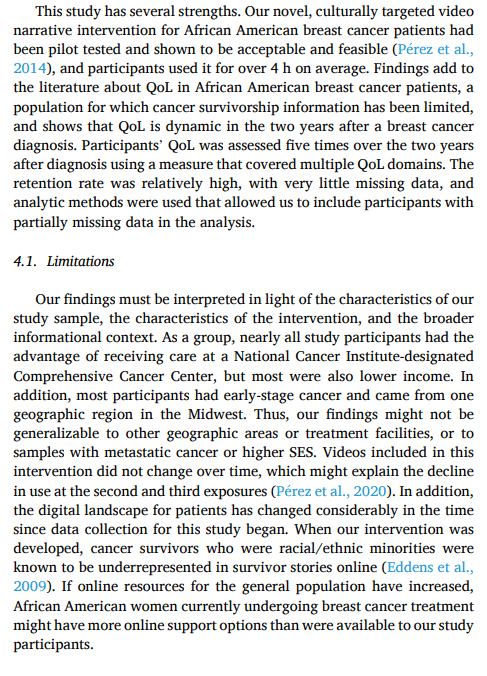 This study has several strengths. Our novel, culturally targeted video
narrative intervention for African American breast cancer patients had
been pilot tested and shown to be acceptable and feasible (Pérez et al.,
2014), and participants used it for over 4 h on average. Findings add to
the literature about QoL in African American breast cancer patients, a
population for which cancer survivorship information has been limited,
and shows that QoL is dynamic in the two years after a breast cancer
diagnosis. Participants' QoL was assessed five times over the two years
after diagnosis using a measure that covered multiple QoL domains. The
retention rate was relatively high, with very little missing data, and
analytic methods were used that allowed us to include participants with
partially missing data in the analysis.
4.1. Limitations
Our findings must be interpreted in light of the characteristics of our
study sample, the characteristics of the intervention, and the broader
informational context. As a group, nearly all study participants had the
advantage of receiving care at a National Cancer Institute-designated
Comprehensive Cancer Center, but most were also lower income. In
addition, most participants had early-stage cancer and came from one
geographic region in the Midwest. Thus, our findings might not be
generalizable to other geographic areas or treatment facilities, or to
samples with metastatic cancer or higher SES. Videos included in this
intervention did not change over time, which might explain the decline
in use at the second and third exposures (Pérez et al., 2020). In addition,
the digital landscape for patients has changed considerably in the time
since data collection for this study began. When our intervention was
developed, cancer survivors who were racial/ethnic minorities were
known to be underrepresented in survivor stories online (Eddens et al.,
2009). If online resources for the general population have increased,
African American women currently undergoing breast cancer treatment
might have more online support options than were available to our study
participants.